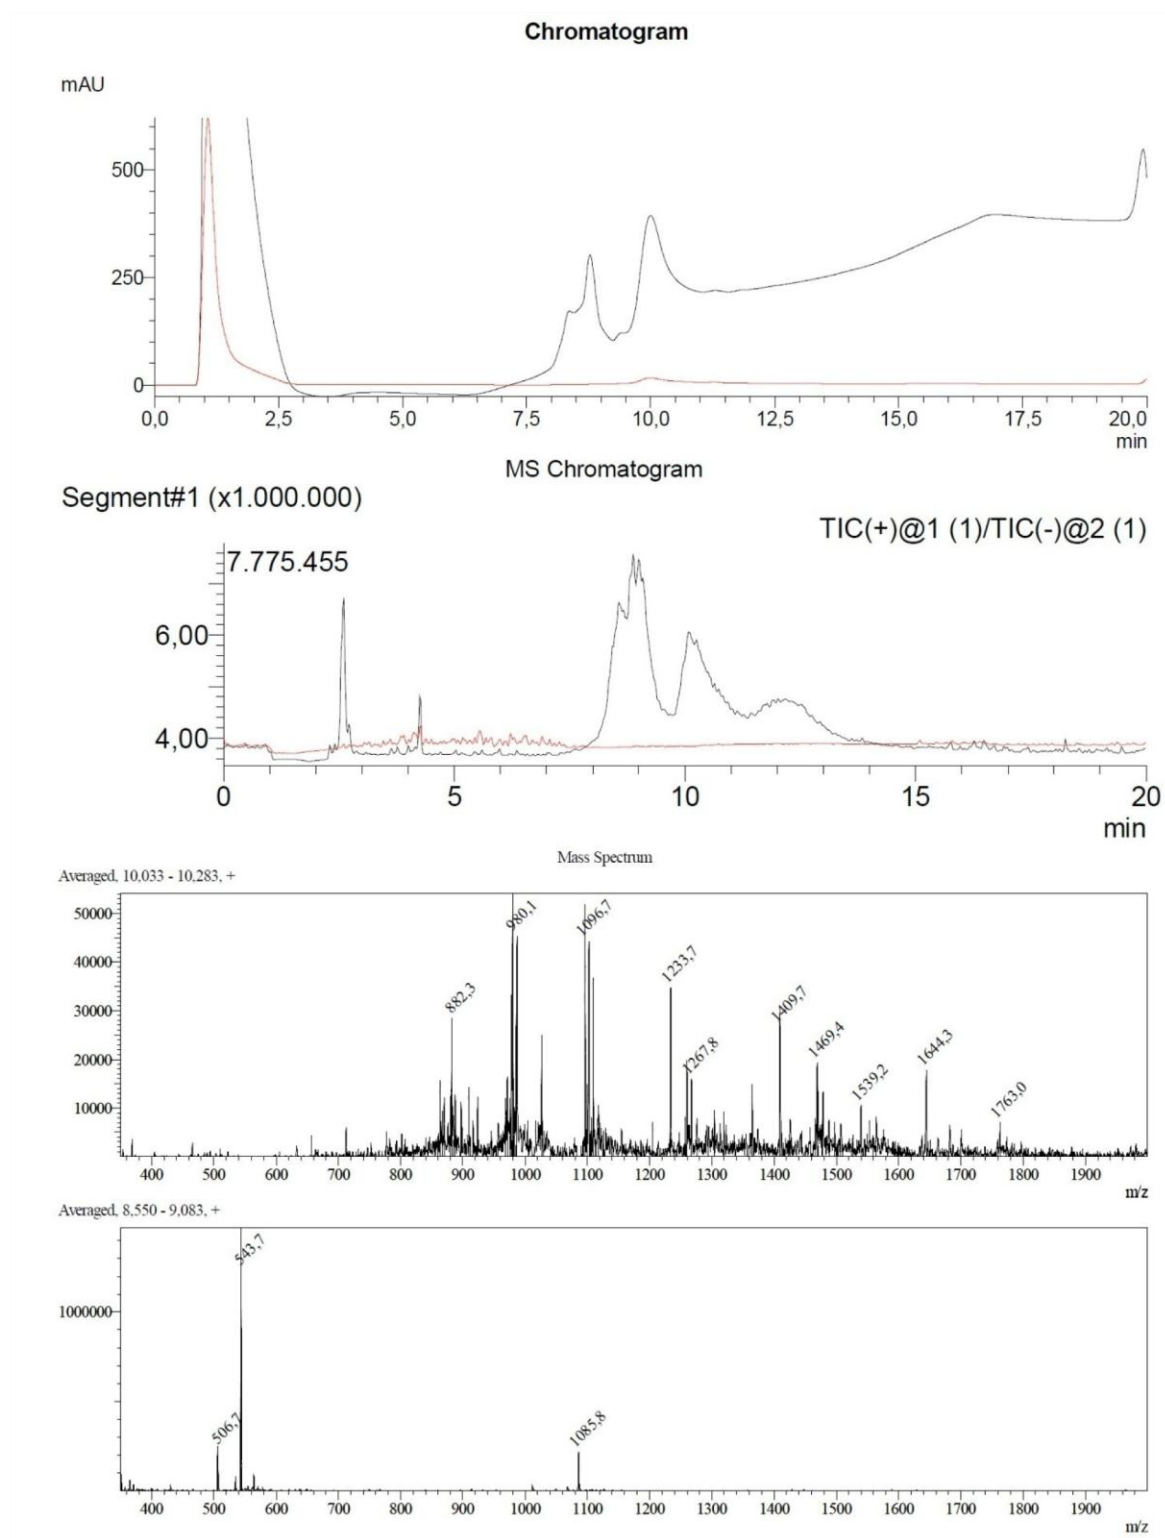 Chromatogram
mAU
500
250
0
0,0 2,5 5,0 7,5 10,0 12,5 15,0 17,5 20,0
min
MS Chromatogram
Segment#1 (x1.000.000)
TIC(+)@1 (1)/TIC(-)@2 (1)
7.775.455
6,00
4,00
0 5 10 15 20
min
Mass Spectrum
Averaged, 10,033 - 10,283, +
50000
40000
30000
20000
10000
882,3 980,1 1096,7 1233,7 1267,8 1409,7 1469,4 1539,2 1644,3 1763,0
400 500 600 700 800 900 1000 1100 1200 1300 1400 1500 1600 1700 1800 1900
m/z
Averaged, 8,550 - 9,083, +
1000000
506,7 543,7 1085,8
400 500 600 700 800 900 1000 1100 1200 1300 1400 1500 1600 1700 1800 1900
m/z